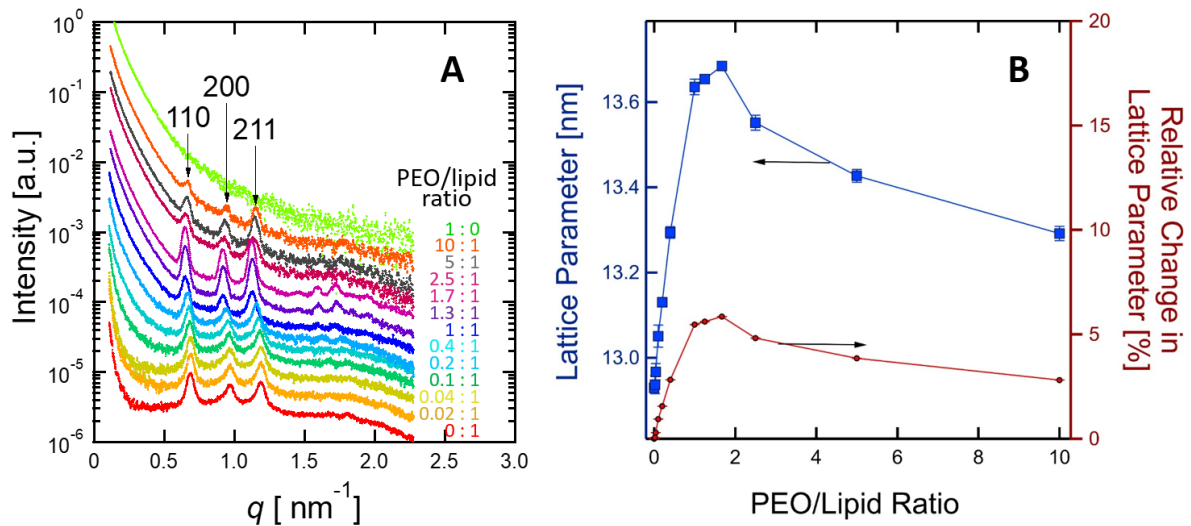 A
Intensity [a.u.]
10^0
10^-1
10^-2
10^-3
10^-4
10^-5
10^-6
110
200
211
PEO/lipid
ratio
1 : 0
10 : 1
5 : 1
2.5 : 1
1.7 : 1
1.3 : 1
1 : 1
0.4 : 1
0.2 : 1
0.1 : 1
0.04 : 1
0.02 : 1
0 : 1
0
0.5
1.0
1.5
2.0
2.5
3.0
q [ nm^-1]
B
Lattice Parameter [nm]
13.6
13.4
13.2
13.0
Relative Change in
Lattice Parameter [%]
20
15
10
5
0
0
2
4
6
8
10
PEO/Lipid Ratio